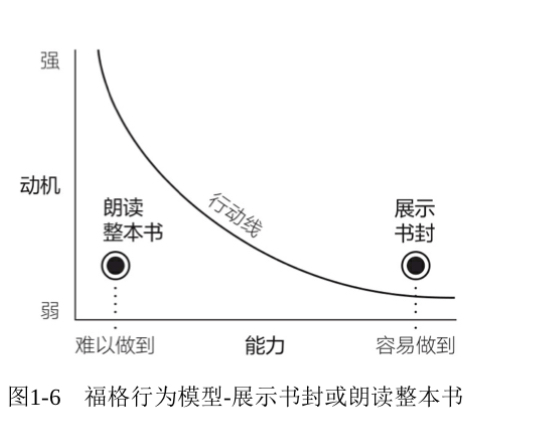 强
动机
朗读
整本书
行动线
展示
书封
弱
难以做到
能力
容易做到
图1-6 福格行为模型-展示书封或朗读整本书